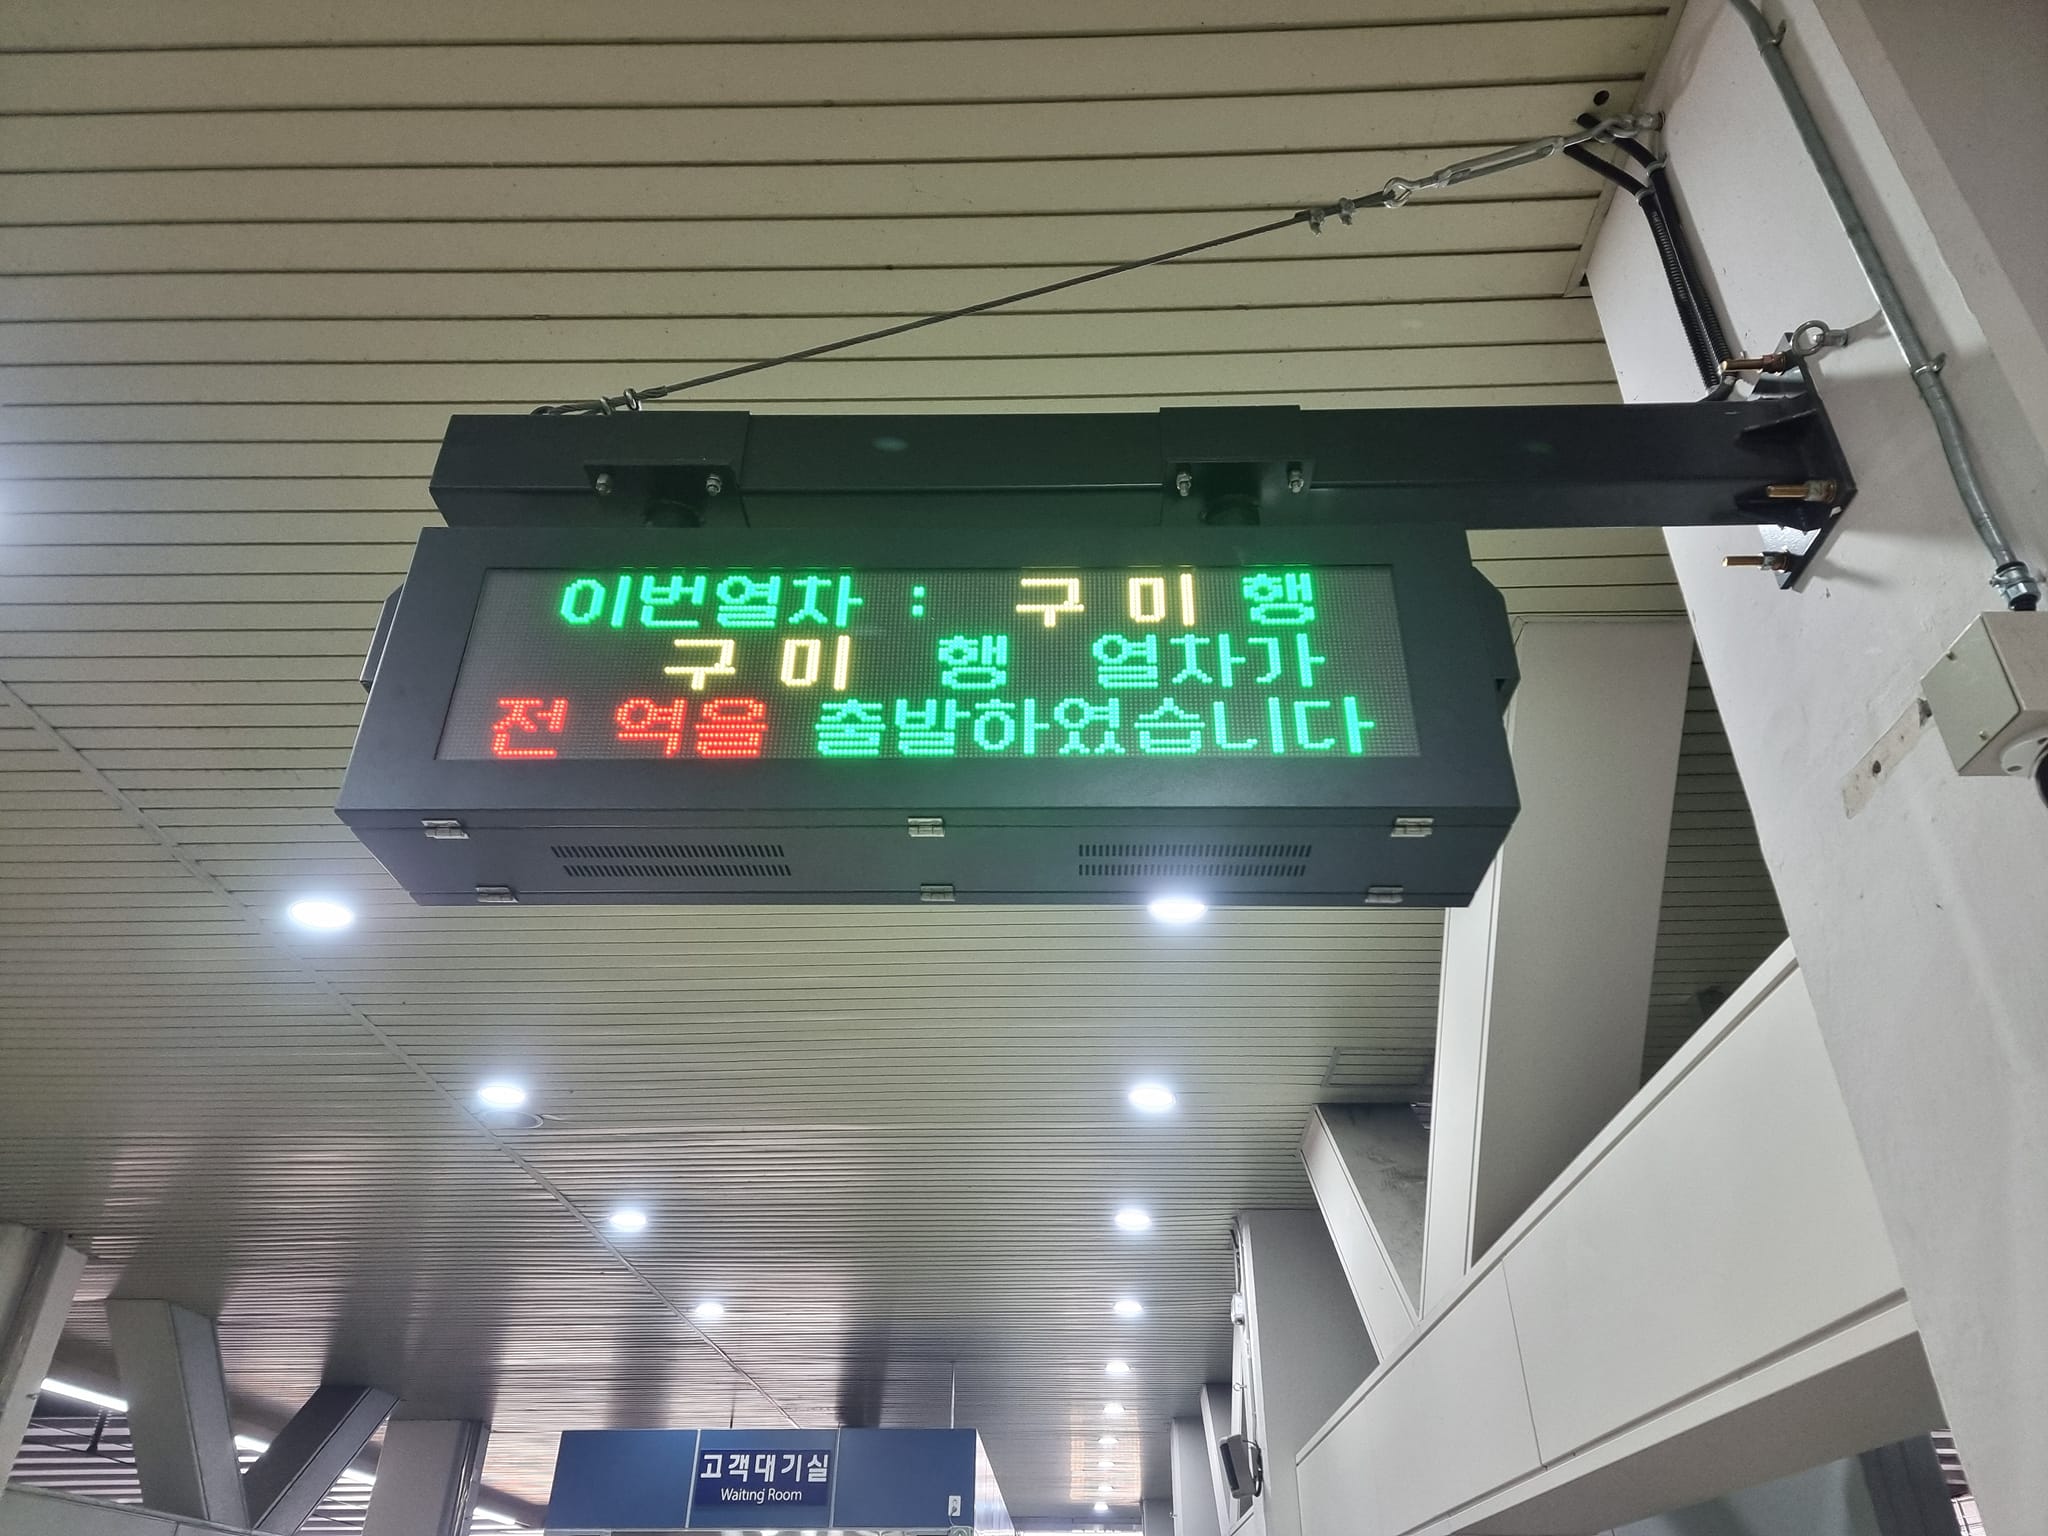 이번열차 : 구 미 행
구 미 행 열차가
전 역을 출발하였습니다
고객대기실
Waiting Room